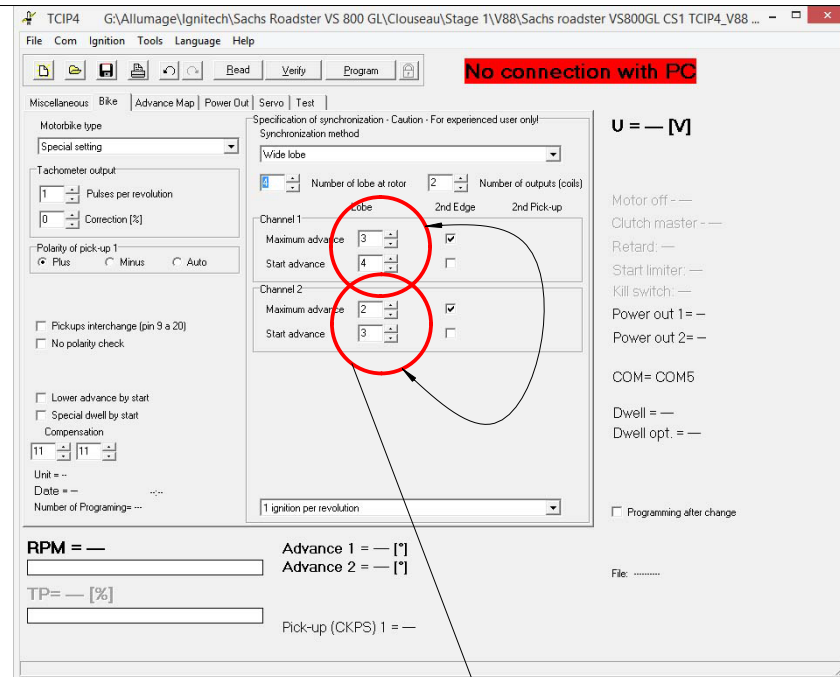 TCIP4 G:\Allumage\Ignitech\Sachs Roadster VS 800 GL\Clouseau\Stage 1\V88\Sachs roadster VS800GL CS1 TCIP4_V88 ...
File Com Ignition Tools Language Help
Read Verify Program
No connection with PC
Miscellaneous Bike Advance Map Power Out Servo Test
Motorbike type
Special setting
Tachometer output
1 Pulses per revolution
0 Correction [%]
Polarity of pick-up 1
Plus Minus Auto
Pickups interchange (pin 9 a 20)
No polarity check
Lower advance by start
Special dwell by start
Compensation
11 11
Unit = --
Date = -- --:--
Number of Programing= ---
Specification of synchronization - Caution - For experienced user only!
Synchronization method
Wide lobe
4 Number of lobe at rotor 2 Number of outputs (coils)
Lobe 2nd Edge 2nd Pick-up
Channel 1
Maximum advance 3
Start advance 4
Channel 2
Maximum advance 2
Start advance 3
1 ignition per revolution
U = — [V]
Motor off - —
Clutch master - —
Retard: —
Start limiter: —
Kill switch: —
Power out 1= –
Power out 2= –
COM= COM5
Dwell = —
Dwell opt. = —
Programming after change
File: ----------
RPM = —
TP= — [%]
Advance 1 = — [°]
Advance 2 = — [°]
Pick-up (CKPS) 1 = —